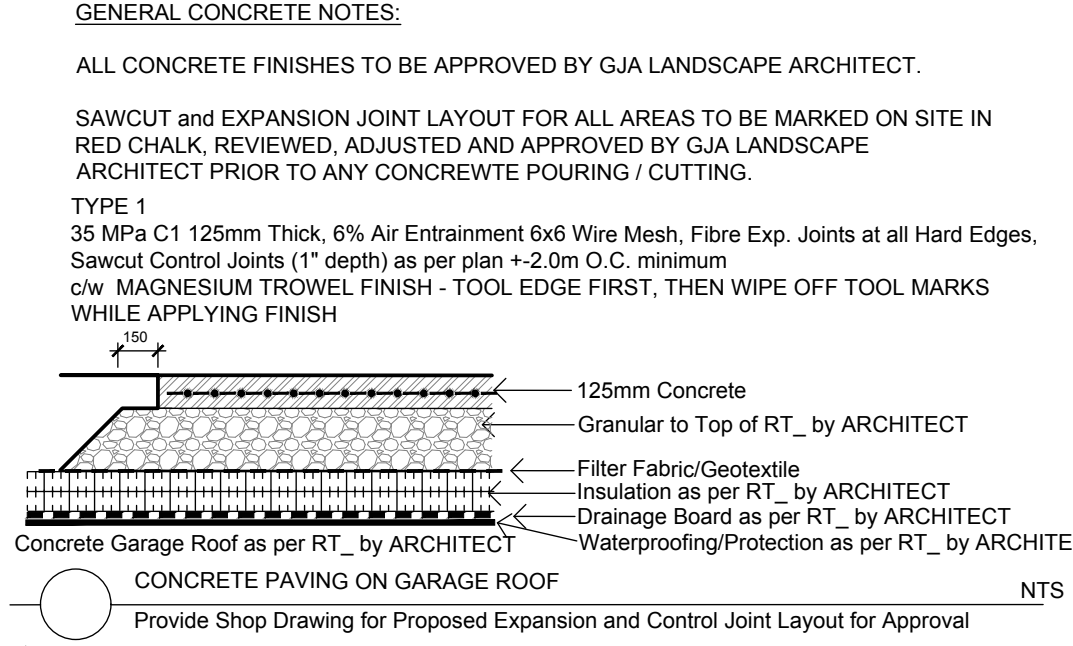 GENERAL CONCRETE NOTES:
ALL CONCRETE FINISHES TO BE APPROVED BY GJA LANDSCAPE ARCHITECT.
SAWCUT and EXPANSION JOINT LAYOUT FOR ALL AREAS TO BE MARKED ON SITE IN
RED CHALK, REVIEWED, ADJUSTED AND APPROVED BY GJA LANDSCAPE
ARCHITECT PRIOR TO ANY CONCREWTE POURING / CUTTING.
TYPE 1
35 MPa C1 125mm Thick, 6% Air Entrainment 6x6 Wire Mesh, Fibre Exp. Joints at all Hard Edges,
Sawcut Control Joints (1" depth) as per plan +-2.0m O.C. minimum
c/w MAGNESIUM TROWEL FINISH - TOOL EDGE FIRST, THEN WIPE OFF TOOL MARKS
WHILE APPLYING FINISH
150
125mm Concrete
Granular to Top of RT_ by ARCHITECT
Filter Fabric/Geotextile
Insulation as per RT_ by ARCHITECT
Drainage Board as per RT_ by ARCHITECT
Waterproofing/Protection as per RT_ by ARCHITE
Concrete Garage Roof as per RT_ by ARCHITECT
CONCRETE PAVING ON GARAGE ROOF
NTS
Provide Shop Drawing for Proposed Expansion and Control Joint Layout for Approval